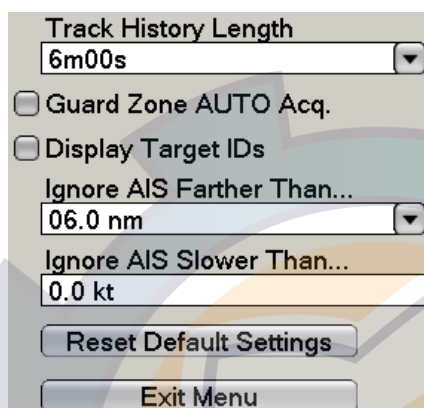 Track History Length
6m00s
Guard Zone AUTO Acq.
Display Target IDs
Ignore AIS Farther Than...
06.0 nm
Ignore AIS Slower Than...
0.0 kt
Reset Default Settings
Exit Menu